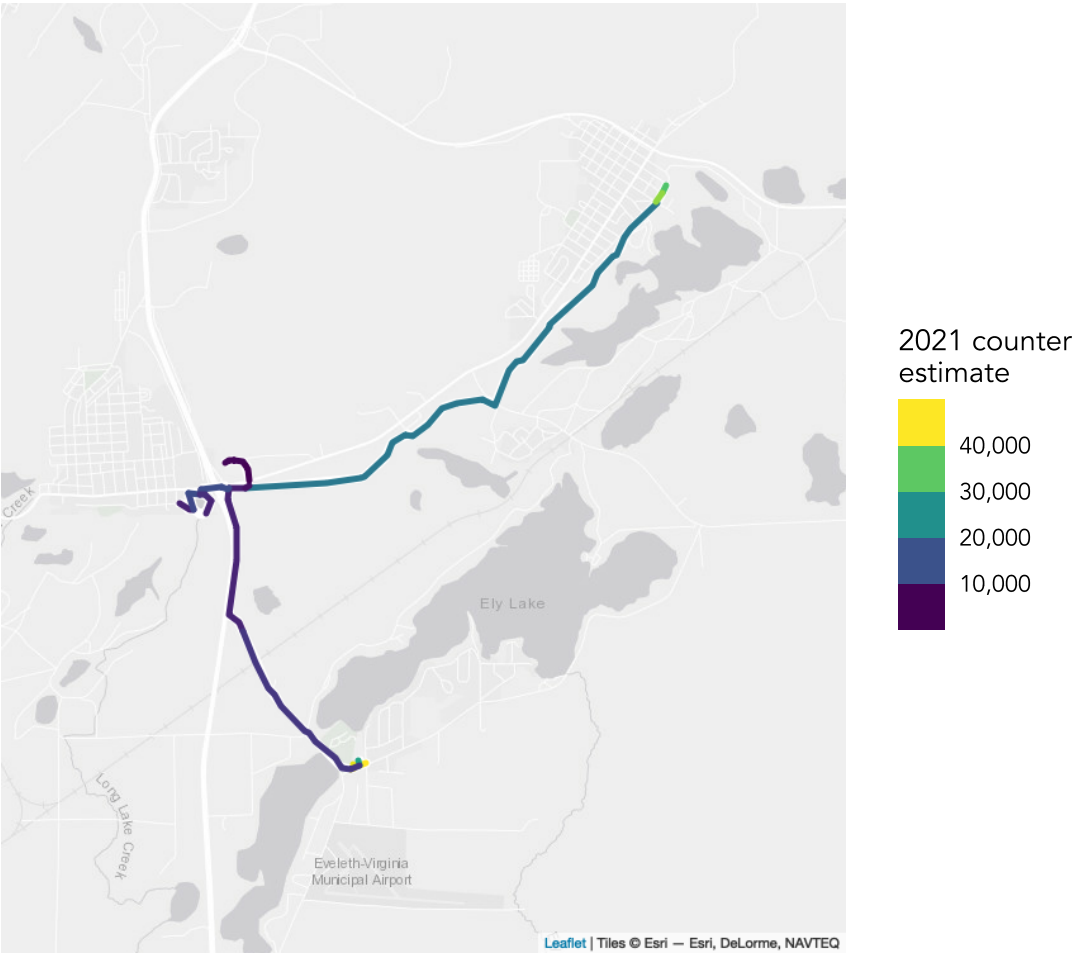 2021 counter
estimate
40,000
30,000
20,000
10,000
Creek
Ely Lake
Long Lake Creek
Eveleth-Virginia
Municipal Airport
Leaflet | Tiles © Esri — Esri, DeLorme, NAVTEQ